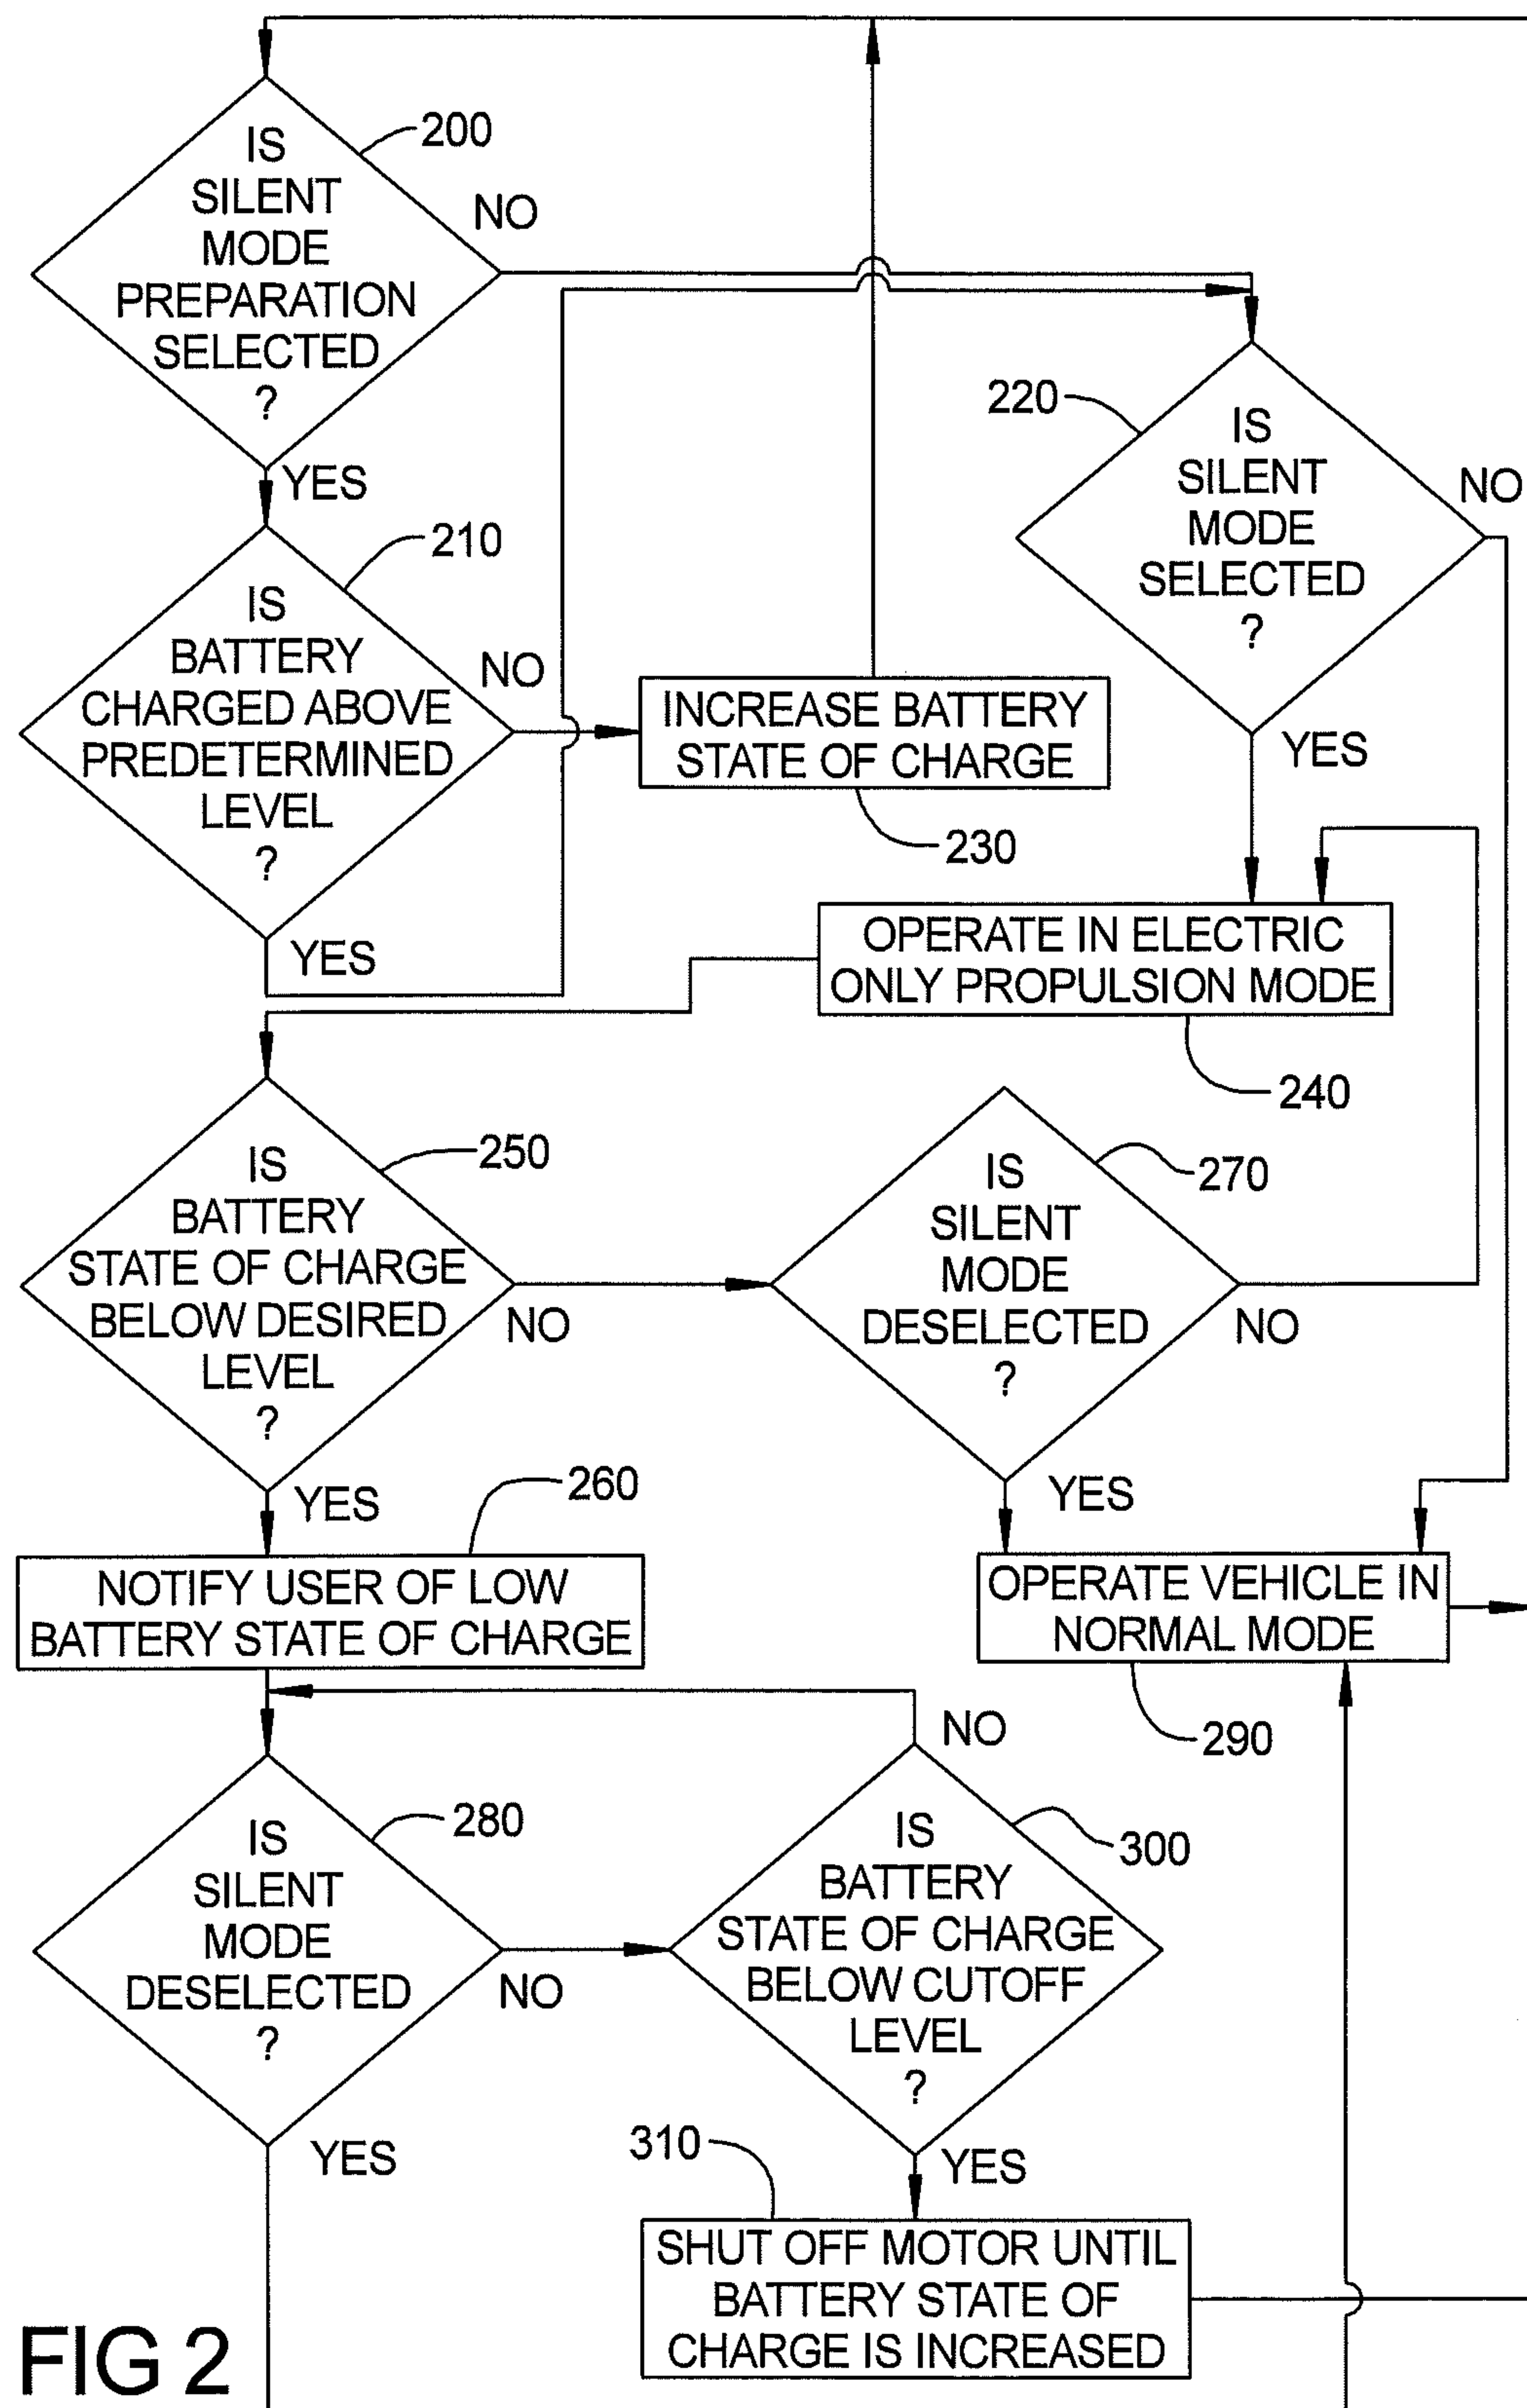 IS
SILENT
MODE
PREPARATION
SELECTED
?
200
NO
YES
IS
BATTERY
CHARGED ABOVE
PREDETERMINED
LEVEL
?
210
NO
YES
INCREASE BATTERY
STATE OF CHARGE
230
220
IS
SILENT
MODE
SELECTED
?
NO
YES
OPERATE IN ELECTRIC
ONLY PROPULSION MODE
240
IS
BATTERY
STATE OF CHARGE
BELOW DESIRED
LEVEL
?
250
NO
YES
IS
SILENT
MODE
DESELECTED
?
270
NO
YES
260
NOTIFY USER OF LOW
BATTERY STATE OF CHARGE
OPERATE VEHICLE IN
NORMAL MODE
290
IS
SILENT
MODE
DESELECTED
?
280
NO
YES
NO
IS
BATTERY
STATE OF CHARGE
BELOW CUTOFF
LEVEL
?
300
YES
310
SHUT OFF MOTOR UNTIL
BATTERY STATE OF
CHARGE IS INCREASED
FIG 2